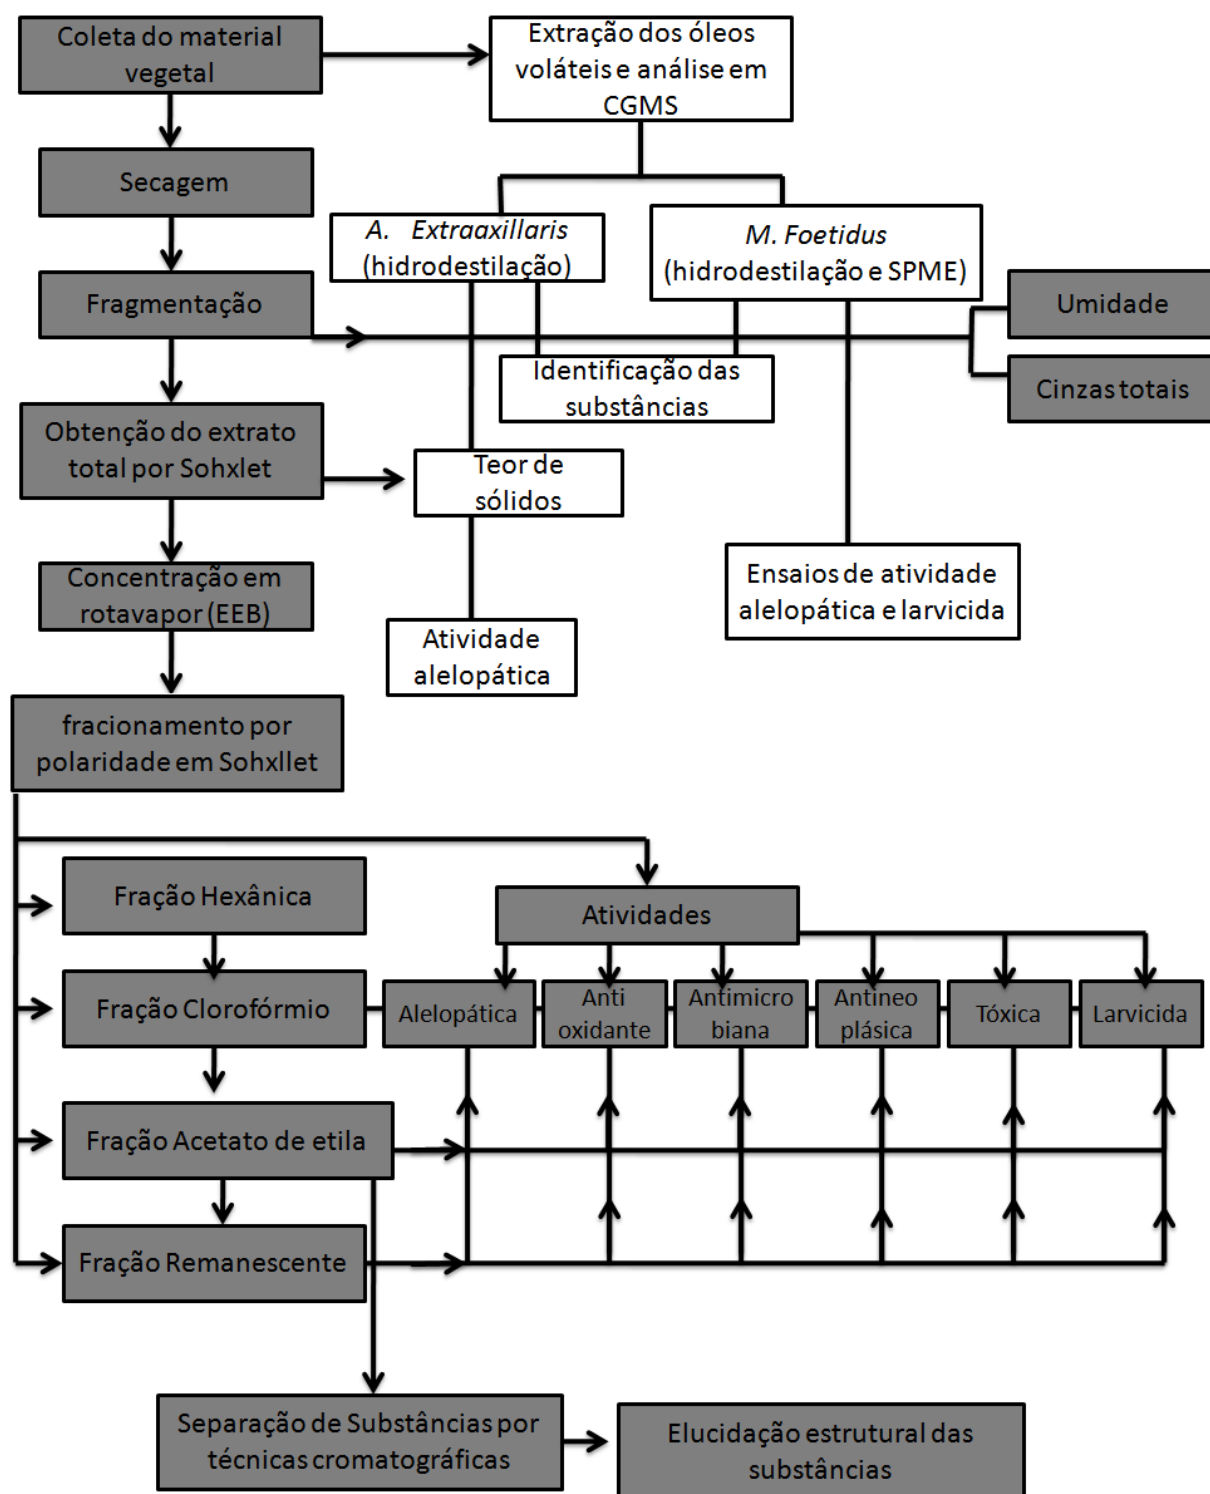 Coleta do material
vegetal
Extração dos óleos
voláteis e análise em
CGMS
Secagem
A. Extraaxillaris
(hidrodestilação)
M. Foetidus
(hidrodestilação e SPME)
Fragmentação
Umidade
Identificação das
substâncias
Cinzas totais
Obtenção do extrato
total por Sohxlet
Teor de
sólidos
Concentração em
rotavapor (EEB)
Ensaios de atividade
alelopática e larvicida
Atividade
alelopática
fracionamento por
polaridade em Sohxllet
Fração Hexânica
Atividades
Fração Clorofórmio
Alelopática
Anti
oxidante
Antimicro
biana
Antineo
plásica
Tóxica
Larvicida
Fração Acetato de etila
Fração Remanescente
Separação de Substâncias por
técnicas cromatográficas
Elucidação estrutural das
substâncias